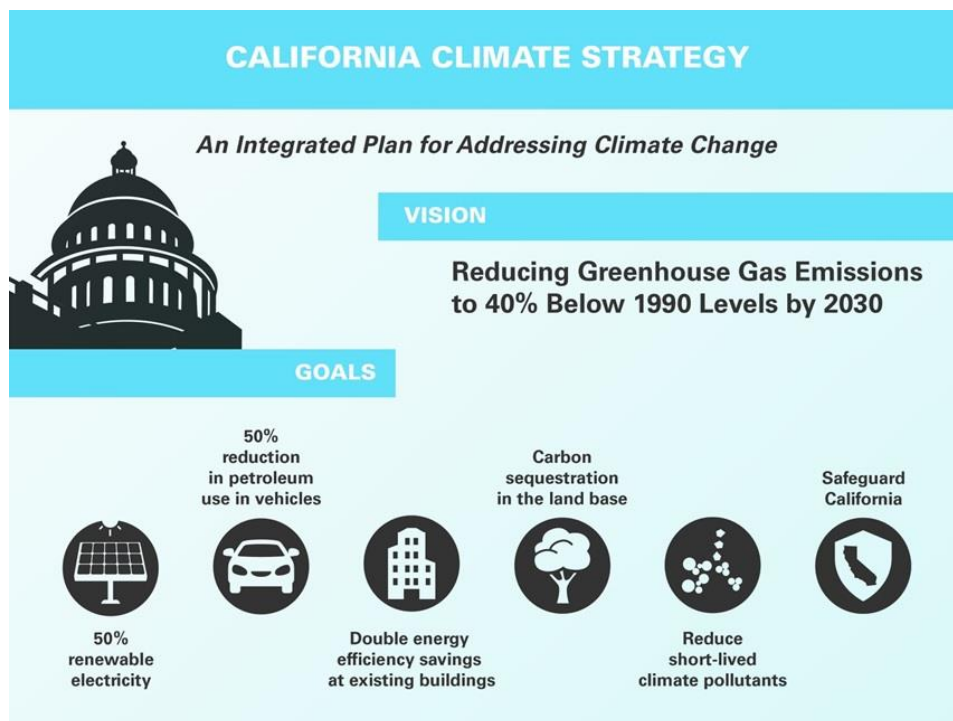 CALIFORNIA CLIMATE STRATEGY
An Integrated Plan for Addressing Climate Change
VISION
Reducing Greenhouse Gas Emissions
to 40% Below 1990 Levels by 2030
GOALS
50%
renewable
electricity
50%
reduction
in petroleum
use in vehicles
Double energy
efficiency savings
at existing buildings
Carbon
sequestration
in the land base
Reduce
short-lived
climate pollutants
Safeguard
California